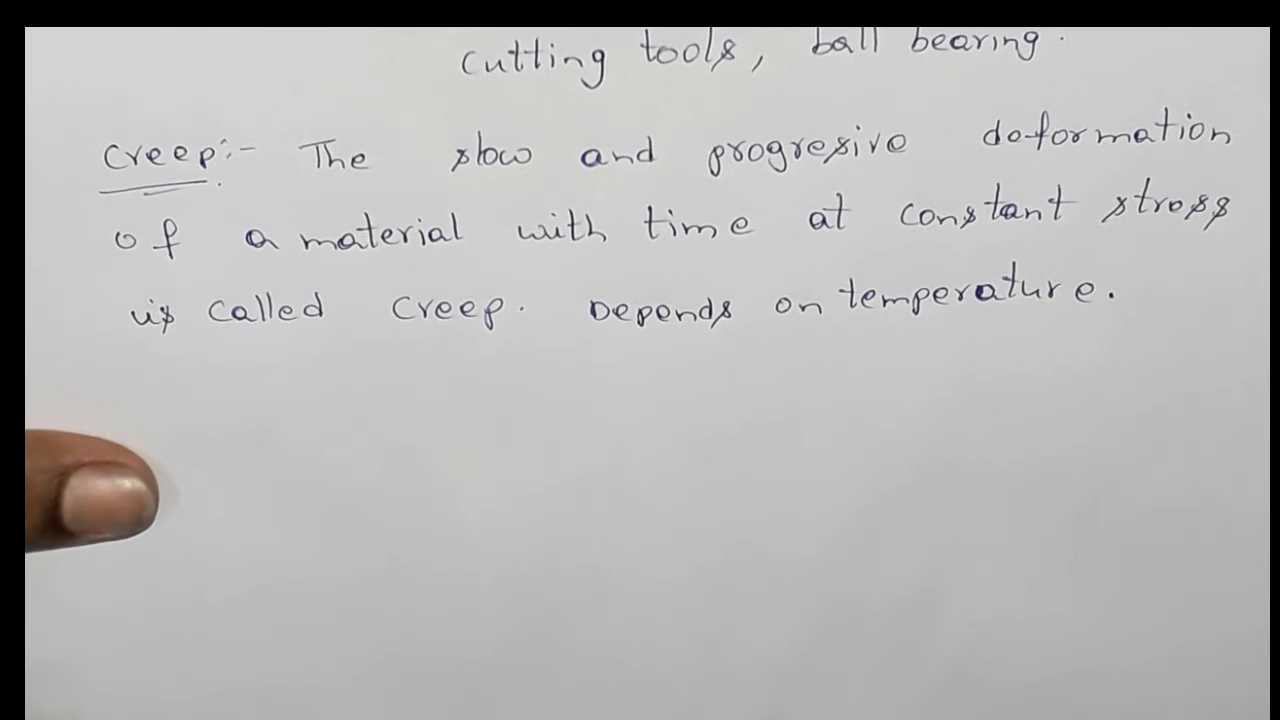 cutting tools, ball bearing.
Creep:- The slow and progresive deformation
of a material with time at constant stress
is called creep. Depends on temperature.